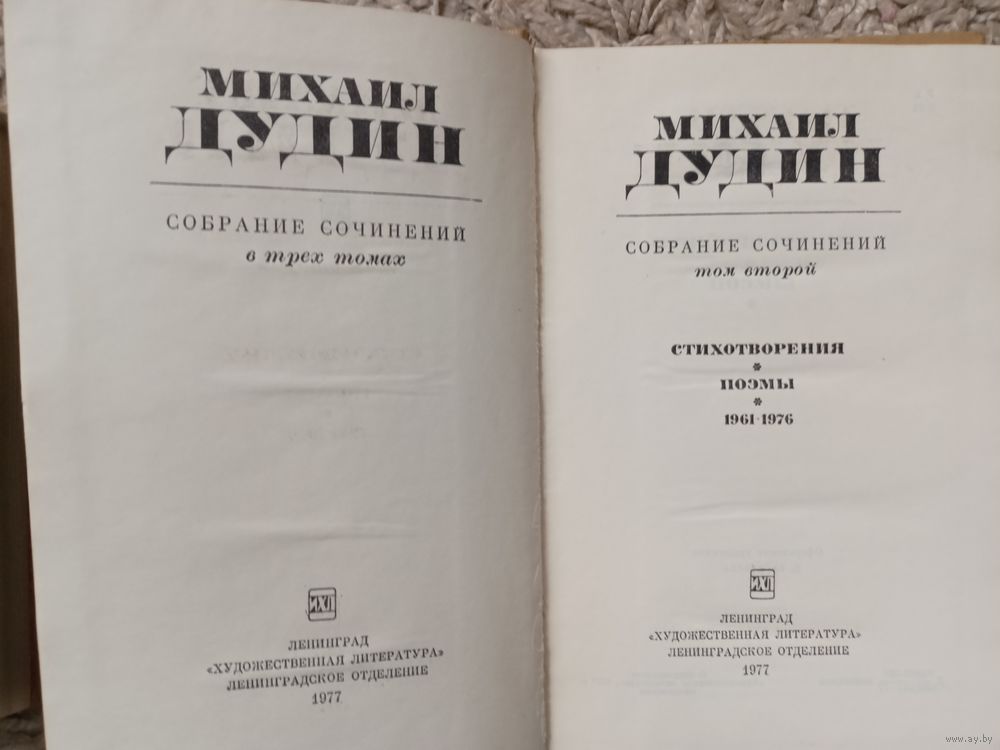 МИХАИЛ
ДУДИН
СОБРАНИЕ СОЧИНЕНИЙ
в трех томах
ИХЛ
ЛЕНИНГРАД
«ХУДОЖЕСТВЕННАЯ ЛИТЕРАТУРА»
ЛЕНИНГРАДСКОЕ ОТДЕЛЕНИЕ
1977
МИХАИЛ
ДУДИН
СОБРАНИЕ СОЧИНЕНИЙ
том второй
СТИХОТВОРЕНИЯ
*
ПОЭМЫ
*
1961-1976
ИХЛ
ЛЕНИНГРАД
«ХУДОЖЕСТВЕННАЯ ЛИТЕРАТУРА»
ЛЕНИНГРАДСКОЕ ОТДЕЛЕНИЕ
1977
www.ay.by